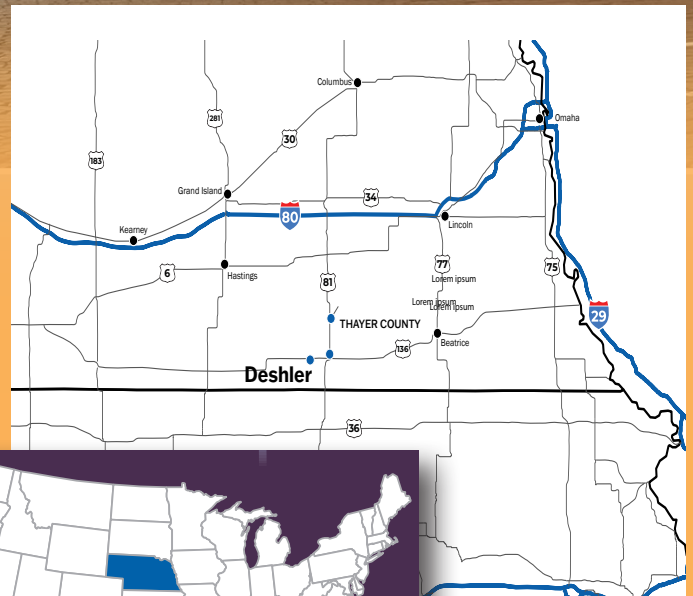 Columbus
Omaha
281
30
183
Grand Island
34
80
Kearney
Lincoln
6
Hastings
77
75
81
Lorem ipsum
Lorem ipsum
Lorem ipsum
29
THAYER COUNTY
Beatrice
136
Deshler
36